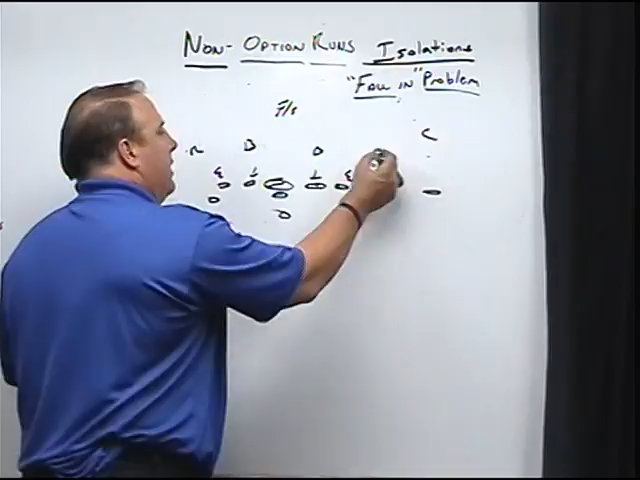 Non- Option Runs Isolations
"Fall in" Problem
F/s
C
B